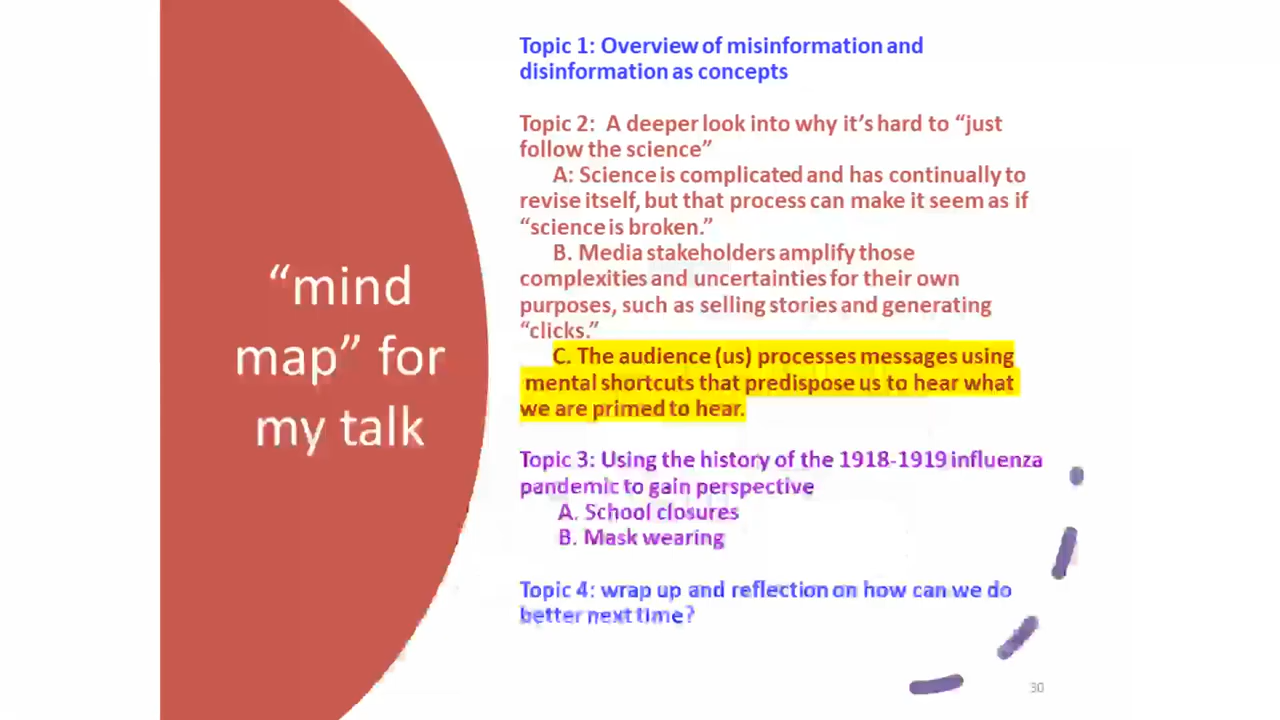 “mind
map” for
my talk
Topic 1: Overview of misinformation and
disinformation as concepts
Topic 2: A deeper look into why it’s hard to “just
follow the science”
A: Science is complicated and has continually to
revise itself, but that process can make it seem as if
“science is broken.”
B. Media stakeholders amplify those
complexities and uncertainties for their own
purposes, such as selling stories and generating
“clicks.”
C. The audience (us) processes messages using
mental shortcuts that predispose us to hear what
we are primed to hear.
Topic 3: Using the history of the 1918-1919 influenza
pandemic to gain perspective
A. School closures
B. Mask wearing
Topic 4: wrap up and reflection on how can we do
better next time?
30